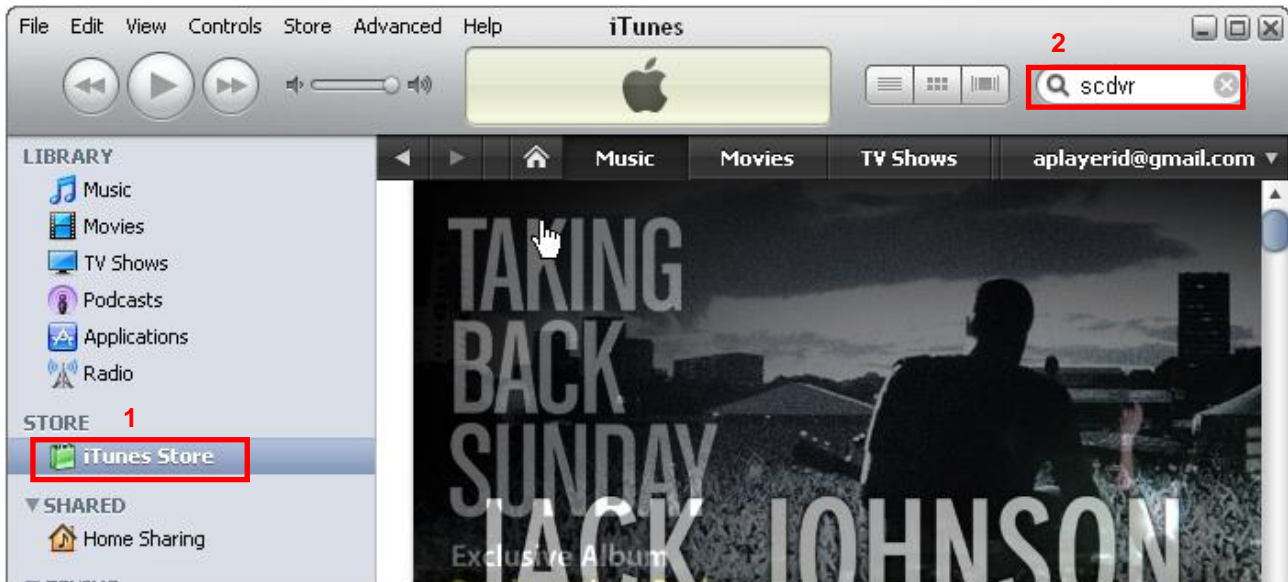 File Edit View Controls Store Advanced Help iTunes
2
scdvr
LIBRARY
Music Movies TV Shows aplayerid@gmail.com
Music
Movies
TV Shows
Podcasts
Applications
Radio
STORE 1
iTunes Store
SHARED
Home Sharing
TAKING
BACK
SUNDAY
JACK JOHNSON
Exclusive Album